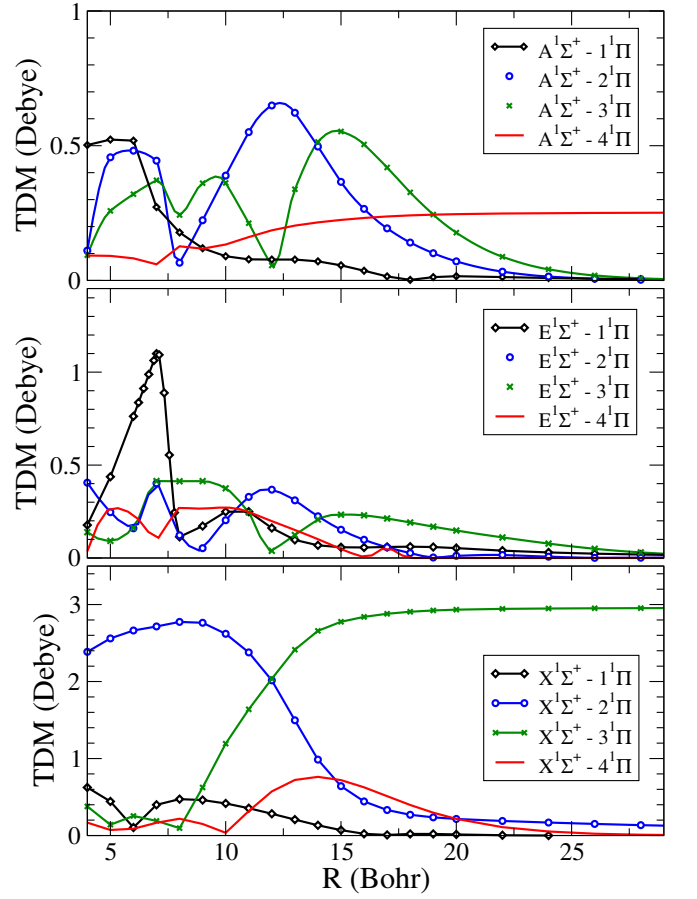 1
0.5
0
TDM (Debye)
A¹Σ⁺ - 1¹Π
A¹Σ⁺ - 2¹Π
A¹Σ⁺ - 3¹Π
A¹Σ⁺ - 4¹Π
1
0.5
0
TDM (Debye)
E¹Σ⁺ - 1¹Π
E¹Σ⁺ - 2¹Π
E¹Σ⁺ - 3¹Π
E¹Σ⁺ - 4¹Π
3
2
1
0
TDM (Debye)
X¹Σ⁺ - 1¹Π
X¹Σ⁺ - 2¹Π
X¹Σ⁺ - 3¹Π
X¹Σ⁺ - 4¹Π
5 10 15 20 25
R (Bohr)